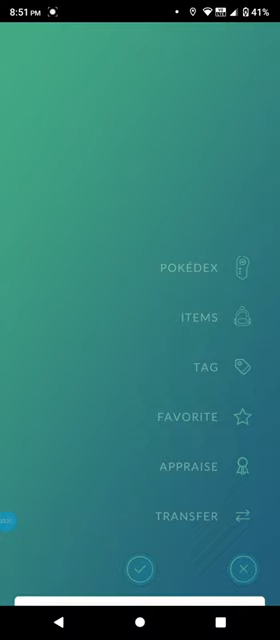 8:51 PM 41%
POKÉDEX
ITEMS
TAG
FAVORITE
APPRAISE
TRANSFER